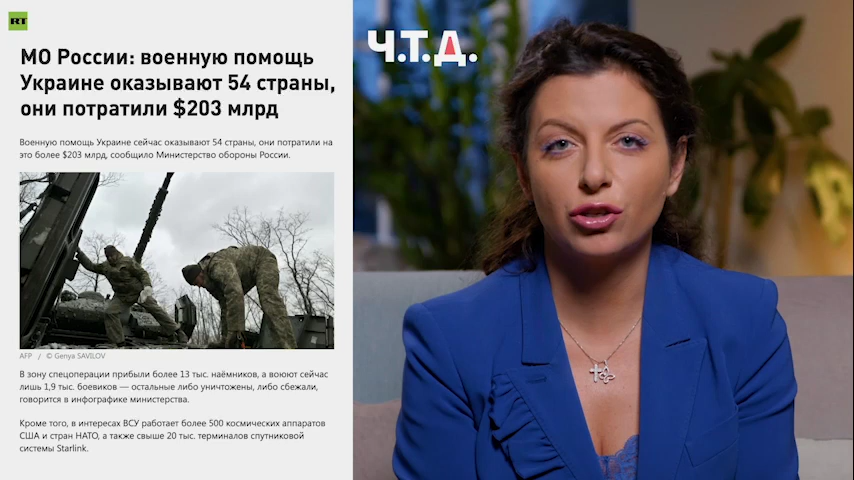 RT
МО России: военную помощь
Украине оказывают 54 страны,
они потратили $203 млрд
Военную помощь Украине сейчас оказывают 54 страны, они потратили на
это более $203 млрд, сообщило Министерство обороны России.
AFP / © Genya SAVILOV
В зону спецоперации прибыли более 13 тыс. наёмников, а воюют сейчас
лишь 1,9 тыс. боевиков — остальные либо уничтожены, либо сбежали,
говорится в инфографике министерства.
Кроме того, в интересах ВСУ работает более 500 космических аппаратов
США и стран НАТО, а также свыше 20 тыс. терминалов спутниковой
системы Starlink.
Ч.Т.Д.